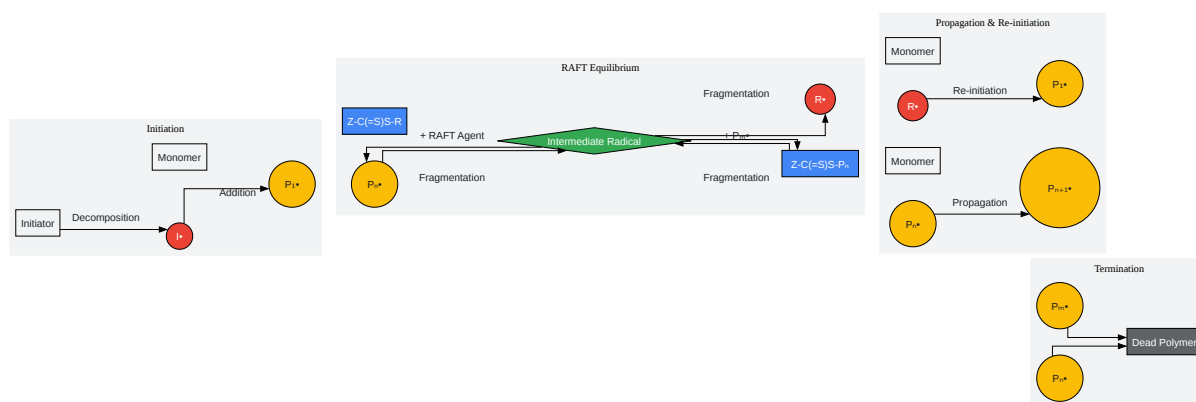 Initiation
Monomer
P₁•
Addition
Decomposition
Initiator
I•
RAFT Equilibrium
Fragmentation
R•
Z-C(=S)S-R
+ RAFT Agent
Intermediate Radical
+ Pₘ•
Z-C(=S)S-Pₙ
Pₙ•
Fragmentation
Fragmentation
Propagation & Re-initiation
Monomer
R•
Re-initiation
P₁•
Monomer
Pₙ•
Propagation
Pₙ₊₁•
Termination
Pₘ•
Dead Polymer
Pₙ•